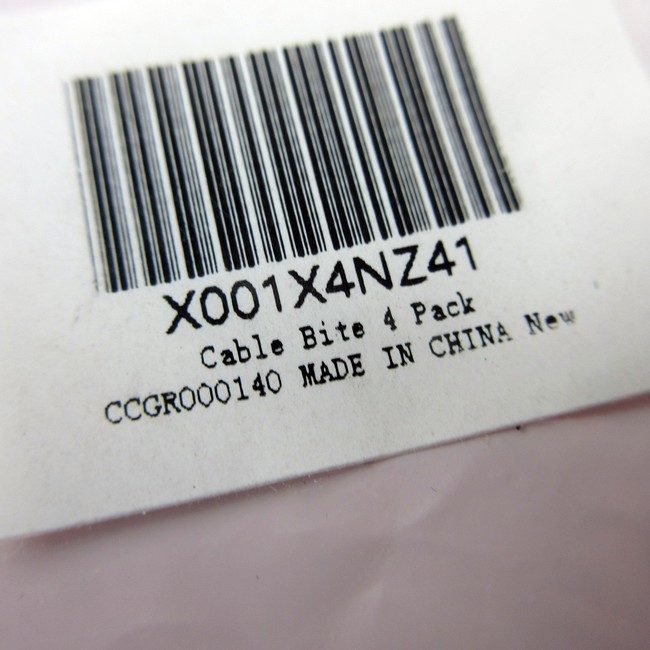 X001X4NZ41
Cable Bite 4 Pack
CCGR000140 MADE IN CHINA New